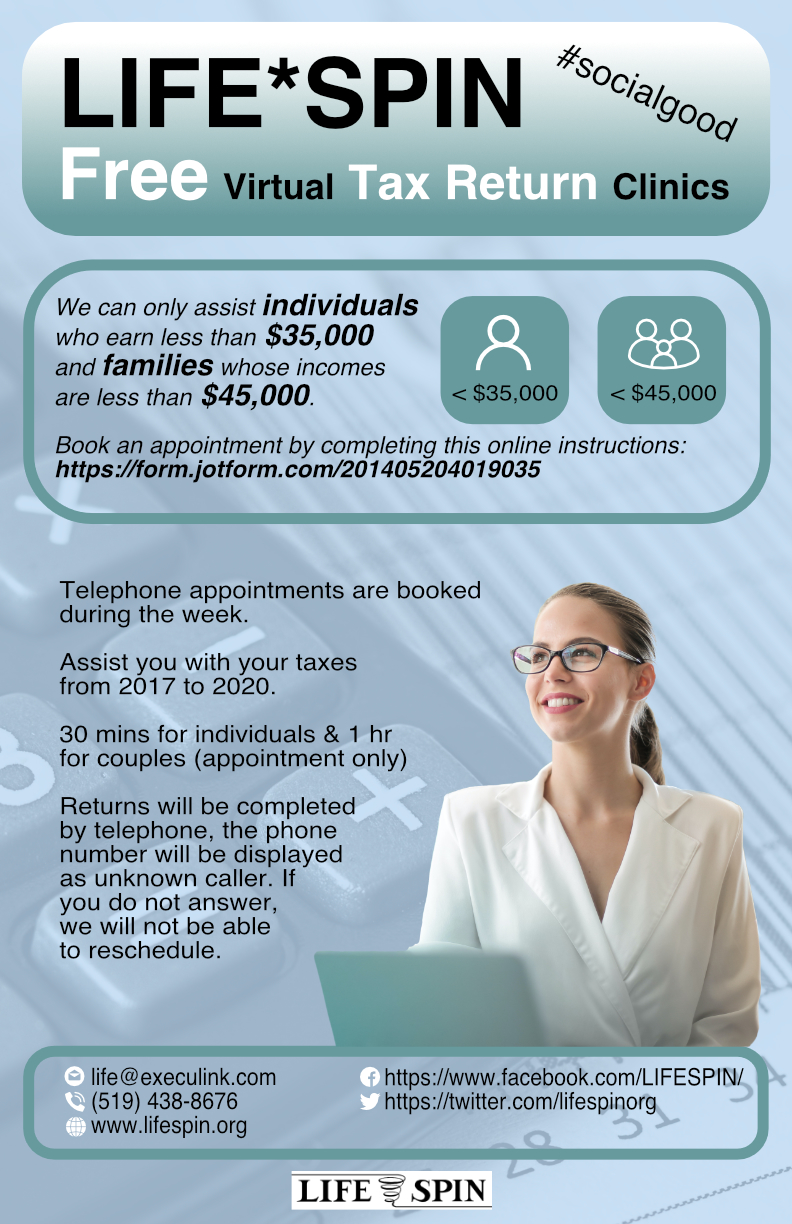 LIFE*SPIN
#socialgood
Free Virtual Tax Return Clinics
We can only assist individuals
who earn less than $35,000
and families whose incomes
are less than $45,000.
< $35,000
< $45,000
Book an appointment by completing this online instructions:
https://form.jotform.com/201405204019035
Telephone appointments are booked
during the week.
Assist you with your taxes
from 2017 to 2020.
30 mins for individuals & 1 hr
for couples (appointment only)
Returns will be completed
by telephone, the phone
number will be displayed
as unknown caller. If
you do not answer,
we will not be able
to reschedule.
life@execulink.com
(519) 438-8676
www.lifespin.org
https://www.facebook.com/LIFESPIN/
https://twitter.com/lifespinorg
LIFE SPIN
8
28 31 34